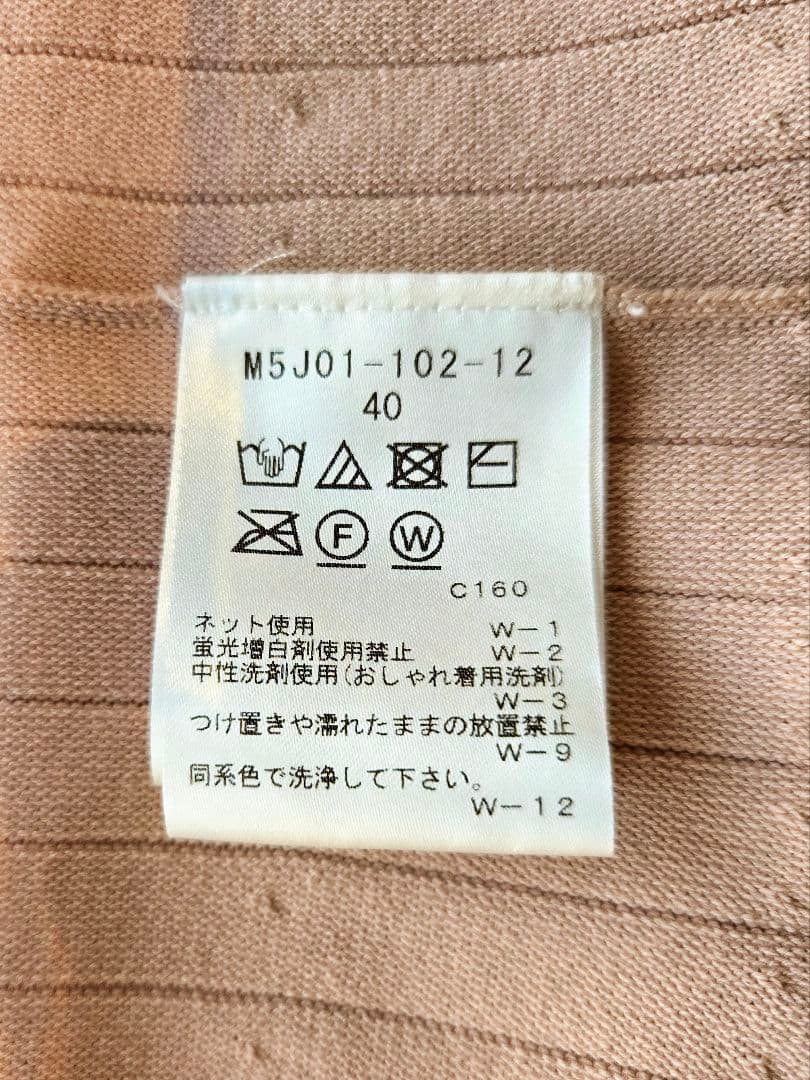 M5J01-102-12
40
F W
C160
ネット使用 W-1
蛍光増白剤使用禁止 W-2
中性洗剤使用(おしゃれ着用洗剤)
W-3
つけ置きや濡れたままの放置禁止
W-9
同系色で洗浄して下さい。
W-12